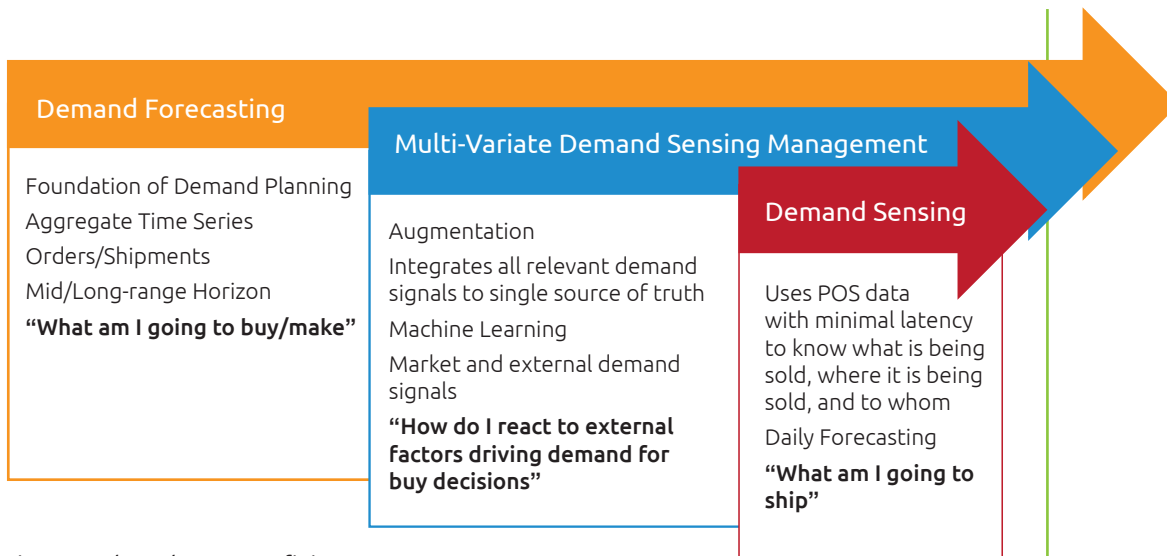 Demand Forecasting
Foundation of Demand Planning
Aggregate Time Series
Orders/Shipments
Mid/Long-range Horizon
“What am I going to buy/make”
Multi-Variate Demand Sensing Management
Augmentation
Integrates all relevant demand
signals to single source of truth
Machine Learning
Market and external demand
signals
“How do I react to external
factors driving demand for
buy decisions”
Demand Sensing
Uses POS data
with minimal latency
to know what is being
sold, where it is being
sold, and to whom
Daily Forecasting
“What am I going to
ship”